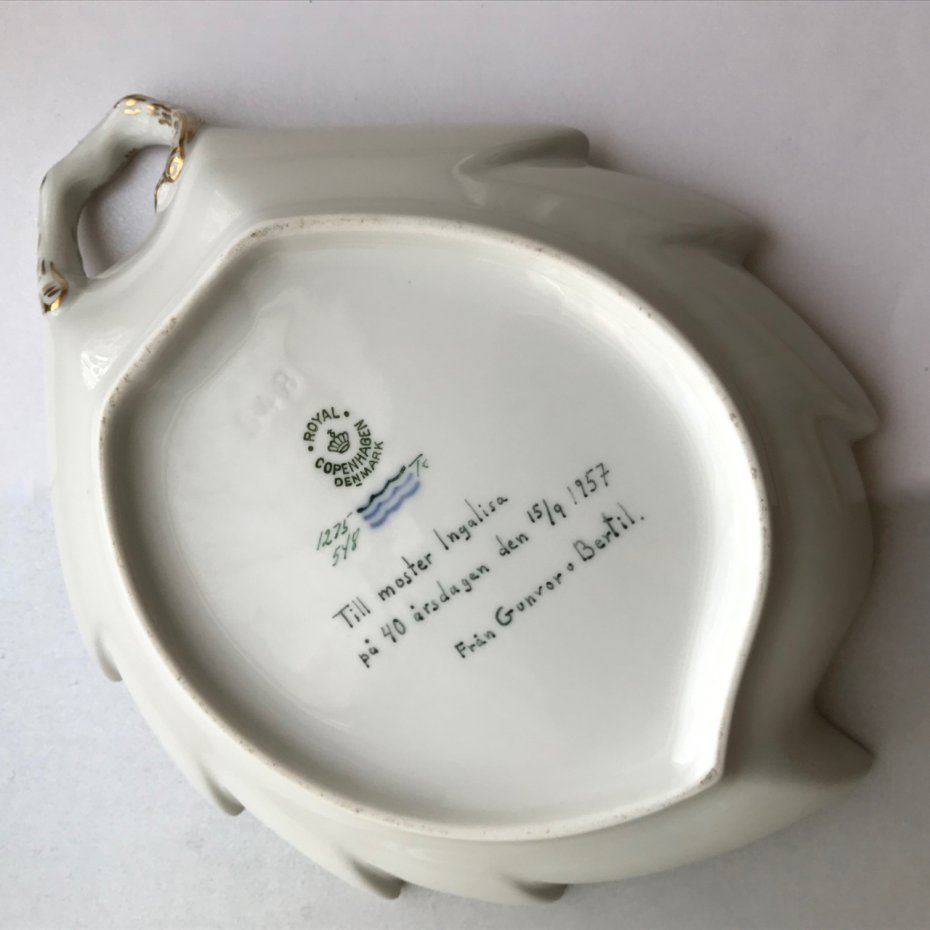 ROYAL
COPENHAGEN
DENMARK
1275
548
Till moster Ingalisa
på 40 årsdagen den 15/9 1957
Från Gunvor o Bertil.